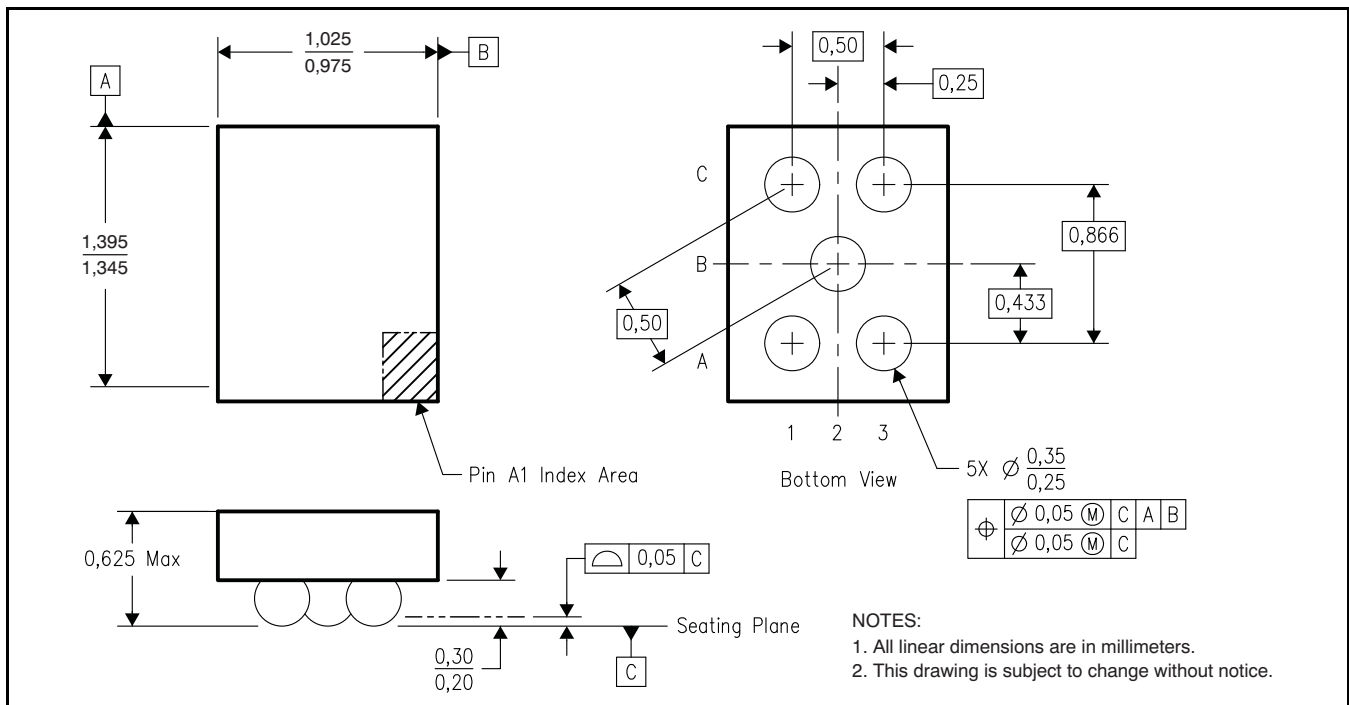 1,025
0,975
B
A
1,395
1,345
Pin A1 Index Area
0,50
0,25
C
B
A
0,866
0,433
0,50
1 2 3
Bottom View
5X Ø 0,35
0,25
Ø 0,05 Ⓜ C A B
Ø 0,05 Ⓜ C
0,625 Max
0,05 C
Seating Plane
0,30
0,20
C
NOTES:
1. All linear dimensions are in millimeters.
2. This drawing is subject to change without notice.